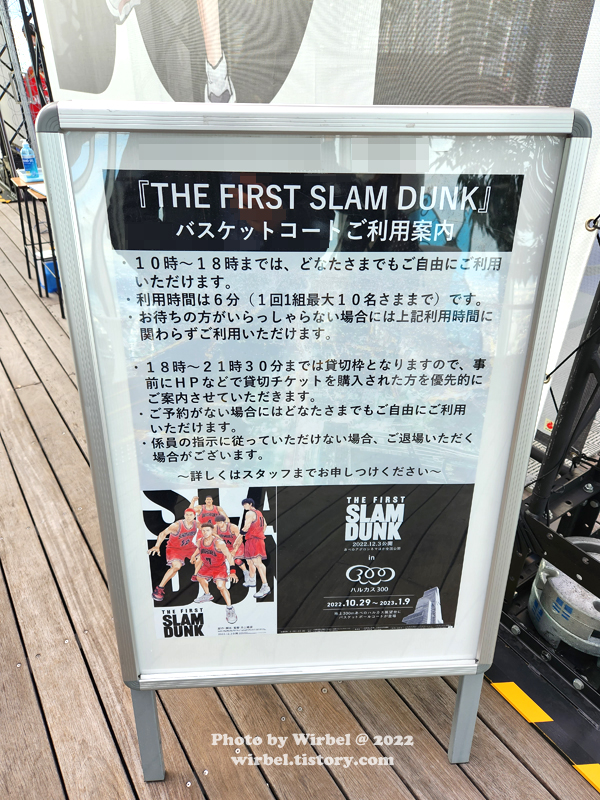 『THE FIRST SLAM DUNK』
バスケットコートご利用案内
・１０時～１８時までは、どなたさまでもご自由にご利用
いただけます。
・利用時間は６分（１回1組最大１０名さままで）です。
・お待ちの方がいらっしゃらない場合には上記利用時間に
関わらずご利用いただけます。
・１８時～２１時３０分までは貸切枠となりますので、事
前にＨＰなどで貸切チケットを購入された方を優先的に
ご案内させていただきます。
・ご予約がない場合にはどなたさまでもご自由にご利用
いただけます。
・係員の指示に従っていただけない場合、ご退場いただく
場合がございます。
～詳しくはスタッフまでお申しつけください～
SLAM
DUNK
THE FIRST
SLAM
DUNK
THE FIRST
SLAM
DUNK
2022.12.3公開
in
ハルカス300
2022.10.29～2023.1.9
Photo by Wirbel @ 2022
wirbel.tistory.com